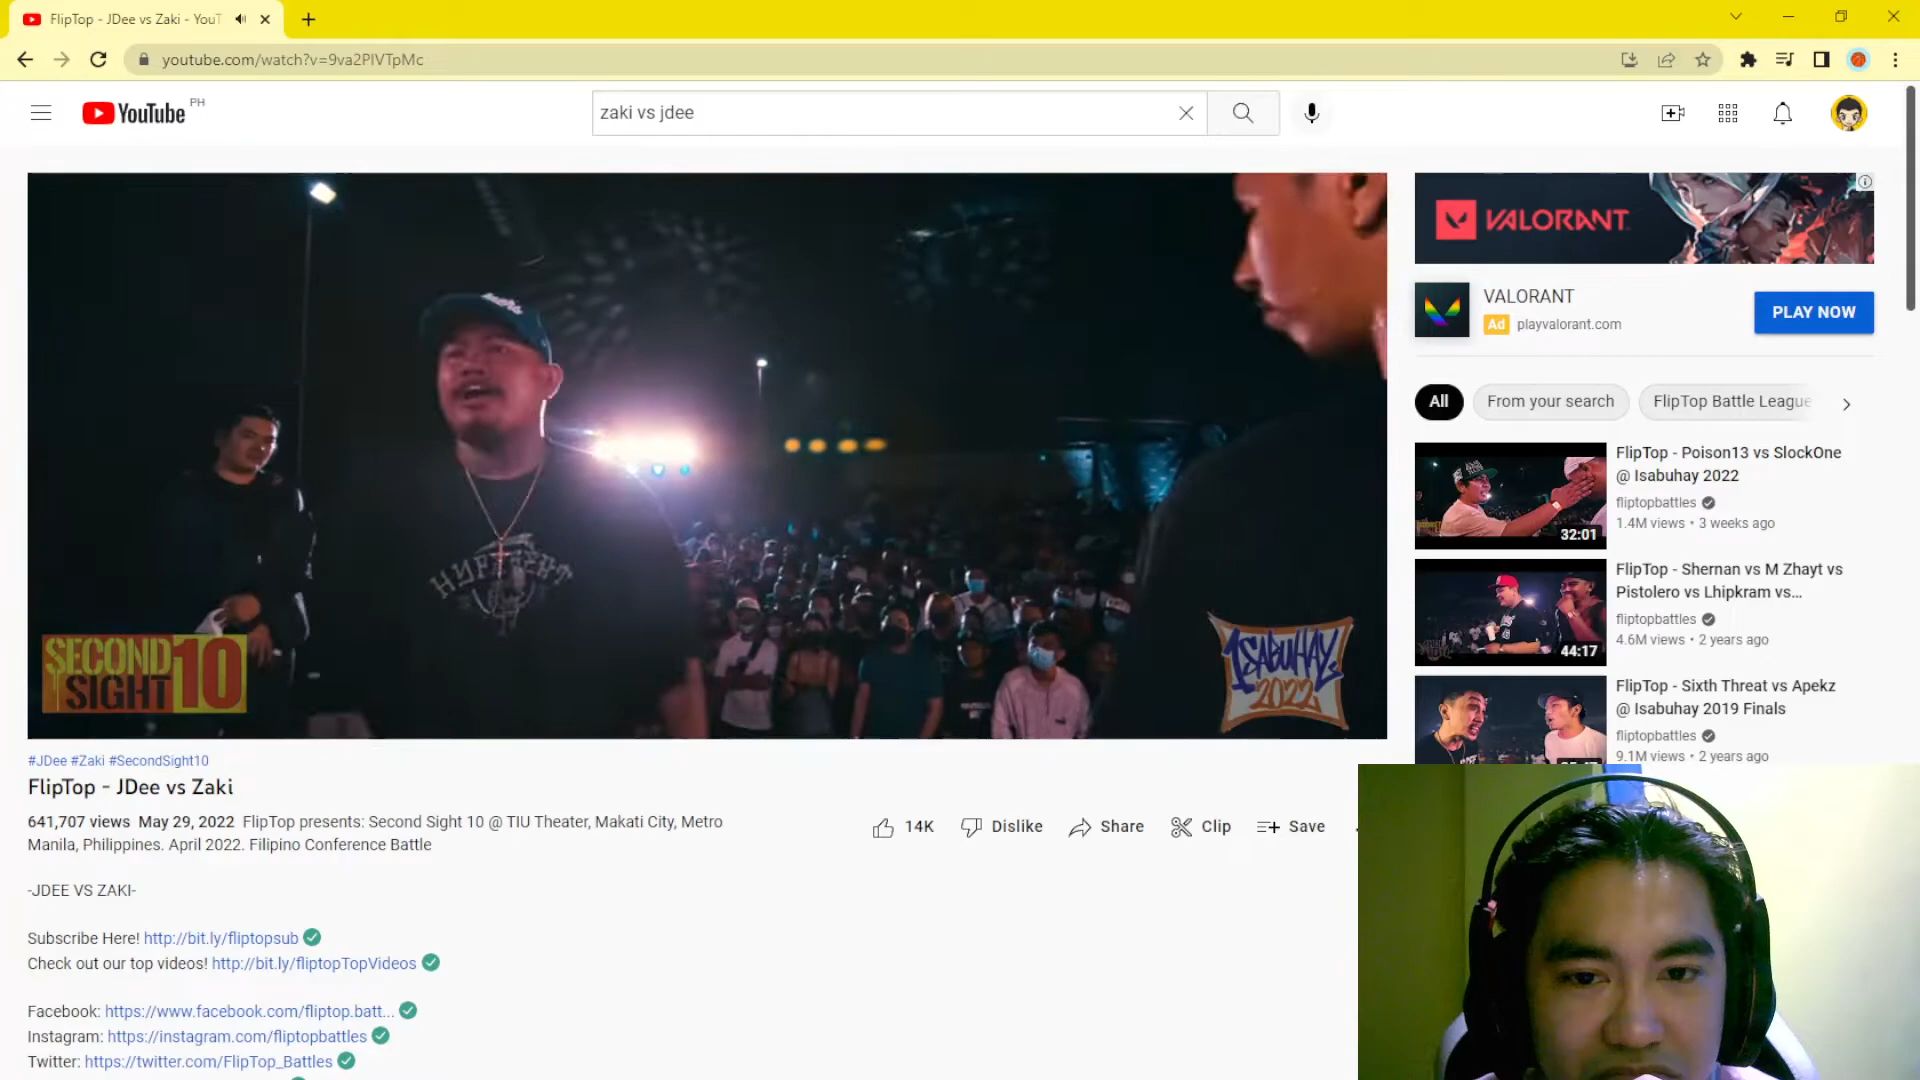 FlipTop - JDee vs Zaki - YouT
youtube.com/watch?v=9va2PIVTpMc
YouTube PH
zaki vs jdee
SECOND SIGHT 10
ISABUHAY
2022
#JDee #Zaki #SecondSight10
FlipTop - JDee vs Zaki
641,707 views May 29, 2022 FlipTop presents: Second Sight 10 @ TIU Theater, Makati City, Metro
Manila, Philippines. April 2022. Filipino Conference Battle
14K Dislike Share Clip Save
-JDEE VS ZAKI-
Subscribe Here! http://bit.ly/fliptopsub
Check out our top videos! http://bit.ly/fliptopTopVideos
Facebook: https://www.facebook.com/fliptop.batt...
Instagram: https://instagram.com/fliptopbattles
Twitter: https://twitter.com/FlipTop_Battles
VALORANT
VALORANT
Ad playvalorant.com
PLAY NOW
All From your search FlipTop Battle League
FlipTop - Poison13 vs SlockOne
@ Isabuhay 2022
fliptopbattles
1.4M views • 3 weeks ago
32:01
FlipTop - Shernan vs M Zhayt vs
Pistolero vs Lhipkram vs...
fliptopbattles
4.6M views • 2 years ago
44:17
FlipTop - Sixth Threat vs Apekz
@ Isabuhay 2019 Finals
fliptopbattles
9.1M views • 2 years ago